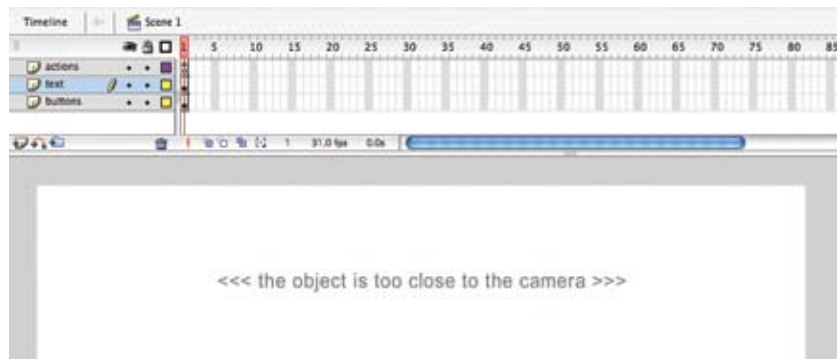 Timeline Scene 1
1 5 10 15 20 25 30 35 40 45 50 55 60 65 70 75 80 85
actions
text
buttons
1 31.0 fps 0.0s
<<< the object is too close to the camera >>>